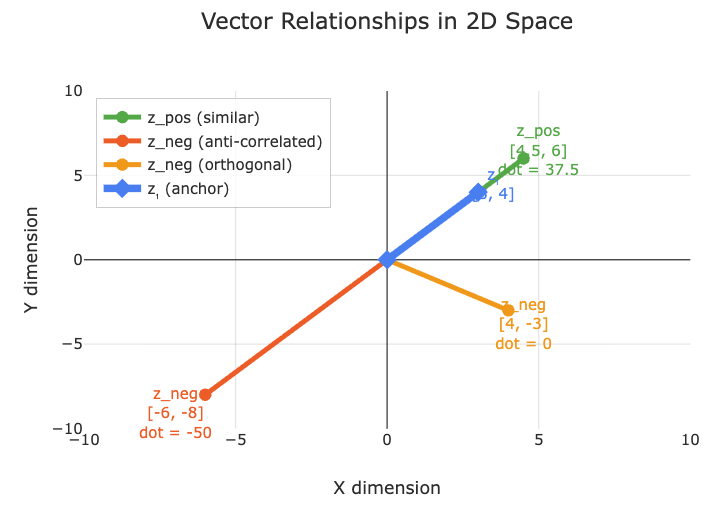 Vector Relationships in 2D Space
z_pos (similar)
z_neg (anti-correlated)
z_neg (orthogonal)
z₁ (anchor)
10
5
0
−5
−10
Y dimension
z_pos
[4.5, 6]
dot = 37.5
4]
z_neg
[4, -3]
dot = 0
z_neg
[-6, -8]
dot = -50
−10
−5
0
5
10
X dimension